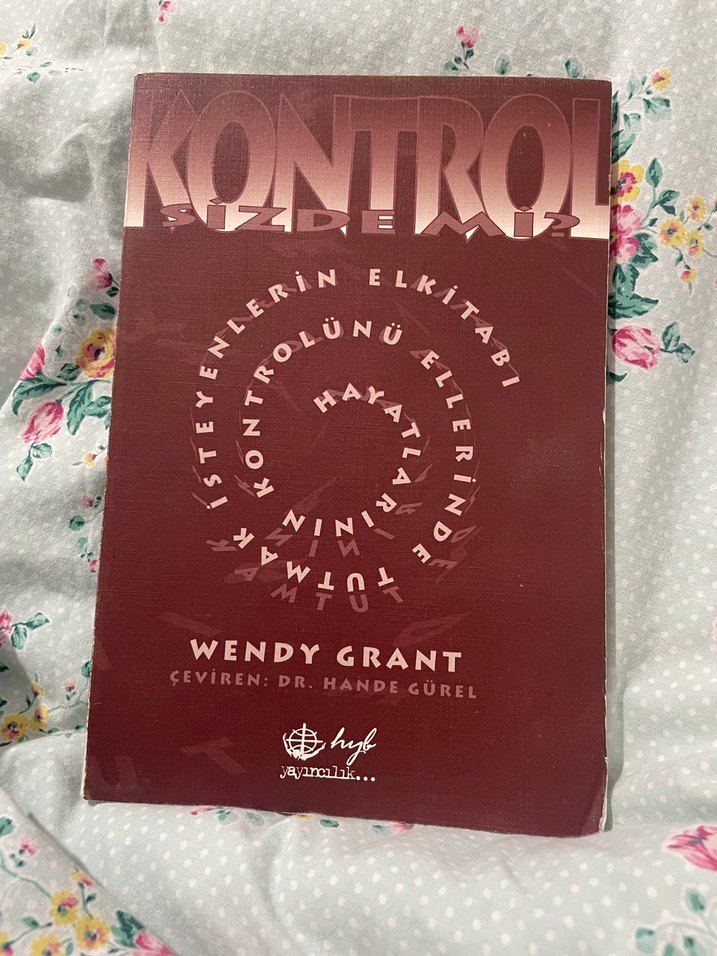 KONTROL
SİZDE Mİ?
HAYATLARININ KONTROLÜNÜ ELLERİNDE TUTMAK İSTEYENLERİN ELKİTABI
WENDY GRANT
ÇEVİREN: DR. HANDE GÜREL
hyb
yayıncılık...